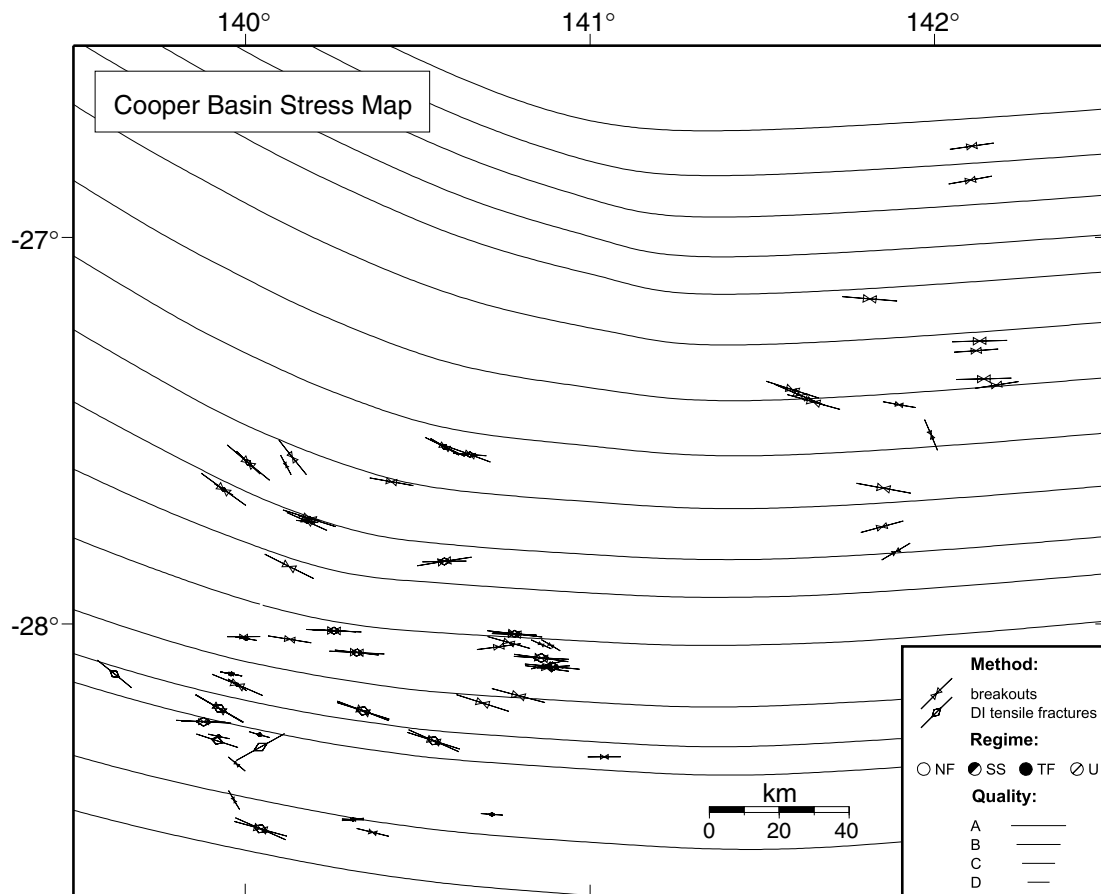 140° 141° 142°
Cooper Basin Stress Map
-27°
-28°
km
0 20 40
Method:
breakouts
DI tensile fractures
Regime:
NF SS TF U
Quality:
A
B
C
D